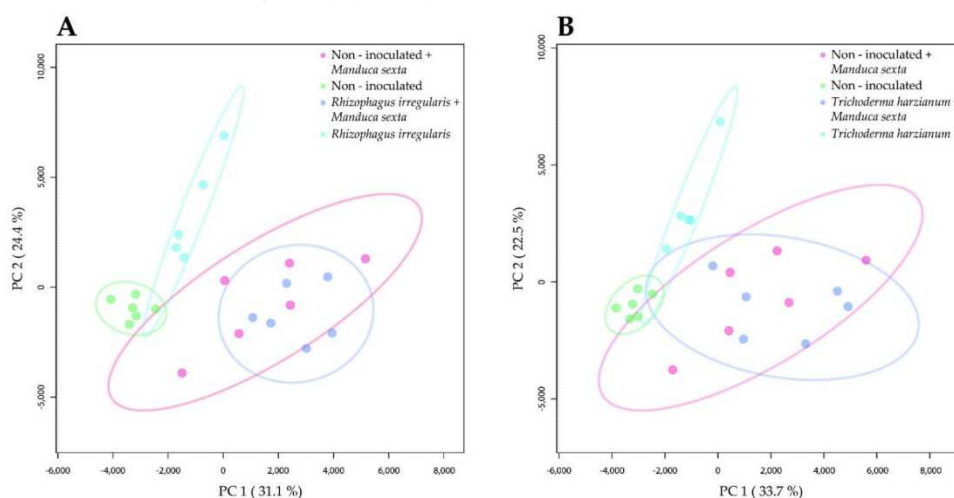 A
Non - inoculated +
Manduca sexta
Non - inoculated
Rhizophagus irregularis +
Manduca sexta
Rhizophagus irregularis
10,000
5,000
0
-5,000
PC 2 ( 24.4 % )
-6,000 -4,000 -2,000 0 2,000 4,000 6,000 8,000
PC 1 ( 31.1 % )
B
Non - inoculated +
Manduca sexta
Non - inoculated
Trichoderma harzianum +
Manduca sexta
Trichoderma harzianum
10,000
5,000
0
-5,000
PC 2 ( 22.5 % )
-6,000 -4,000 -2,000 0 2,000 4,000 6,000 8,000
PC 1 ( 33.7 % )